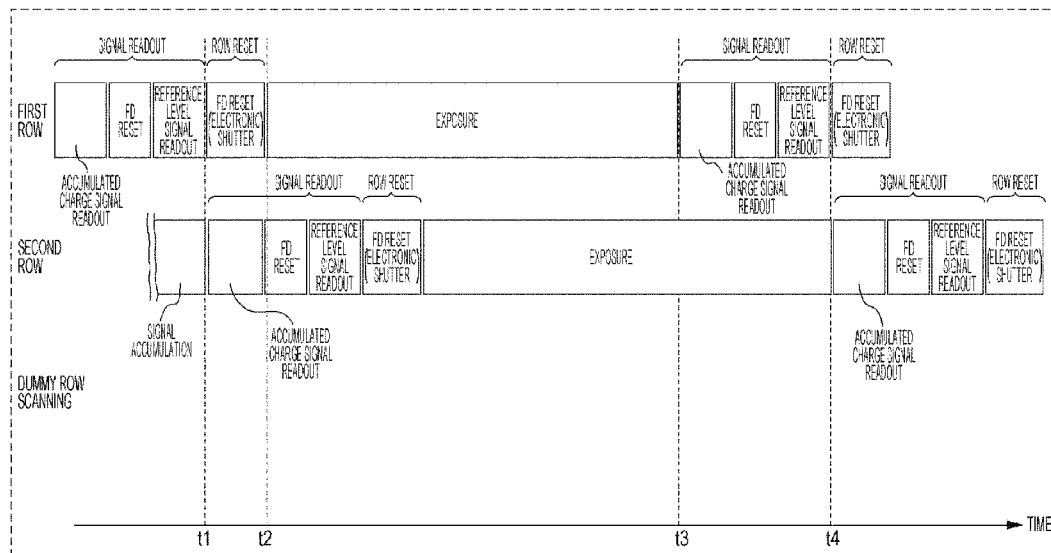 SIGNAL READOUT
ROW RESET
SIGNAL READOUT
ROW RESET
FIRST
ROW
FD
RESET
REFERENCE
LEVEL
SIGNAL
READOUT
FD RESET
(ELECTRONIC)
SHUTTER
EXPOSURE
FD
RESET
REFERENCE
LEVEL
SIGNAL
READOUT
FD RESET
(ELECTRONIC)
SHUTTER
ACCUMULATED
CHARGE SIGNAL
READOUT
ACCUMULATED
CHARGE SIGNAL
READOUT
SIGNAL READOUT
ROW RESET
SIGNAL READOUT
ROW RESET
SECOND
ROW
FD
RESET
REFERENCE
LEVEL
SIGNAL
READOUT
FD RESET
(ELECTRONIC)
SHUTTER
EXPOSURE
FD
RESET
REFERENCE
LEVEL
SIGNAL
READOUT
FD RESET
(ELECTRONIC)
SHUTTER
SIGNAL
ACCUMULATION
ACCUMULATED
CHARGE SIGNAL
READOUT
ACCUMULATED
CHARGE SIGNAL
READOUT
DUMMY ROW
SCANNING
TIME
t1 t2 t3 t4